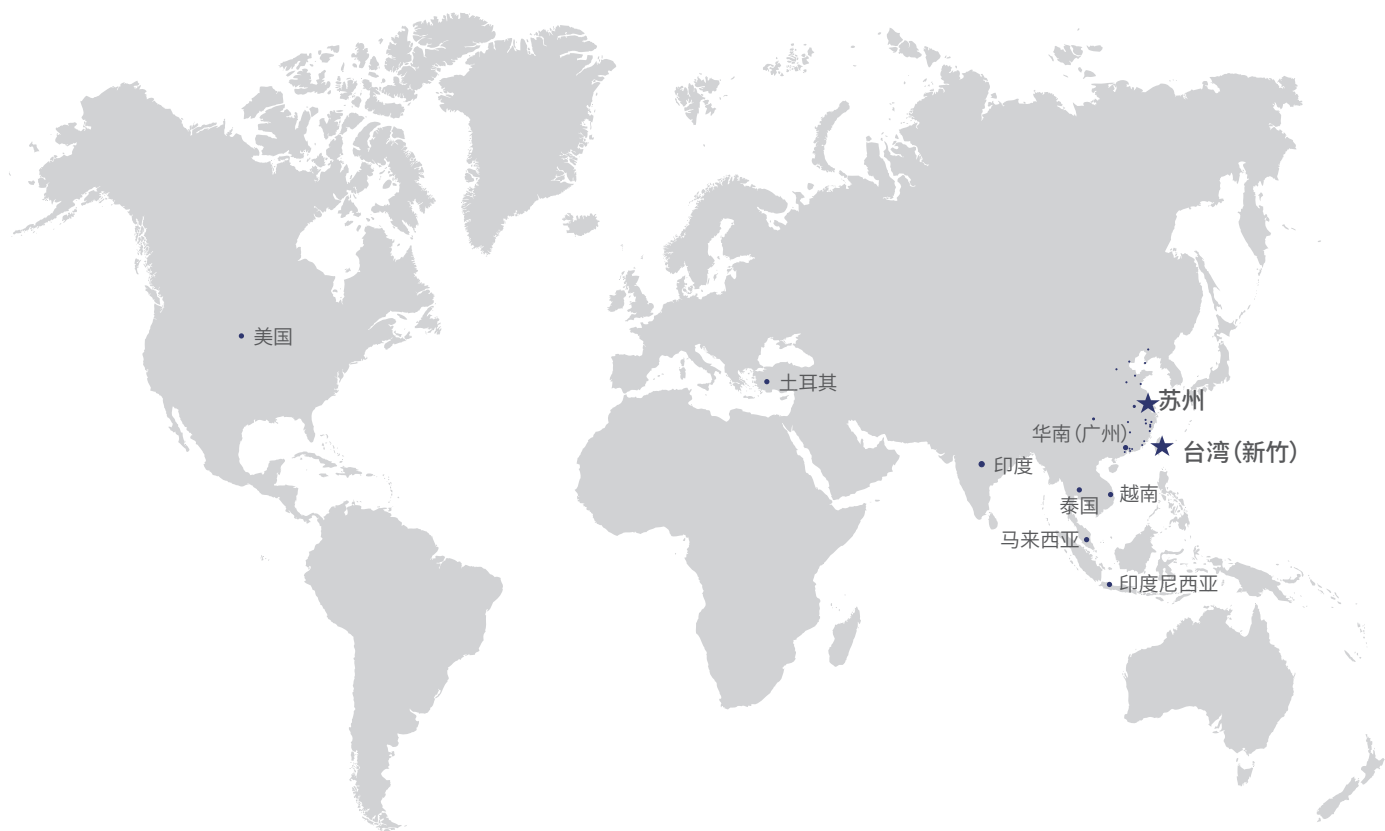 美国
土耳其
苏州
华南(广州)
台湾(新竹)
印度
越南
泰国
马来西亚
印度尼西亚